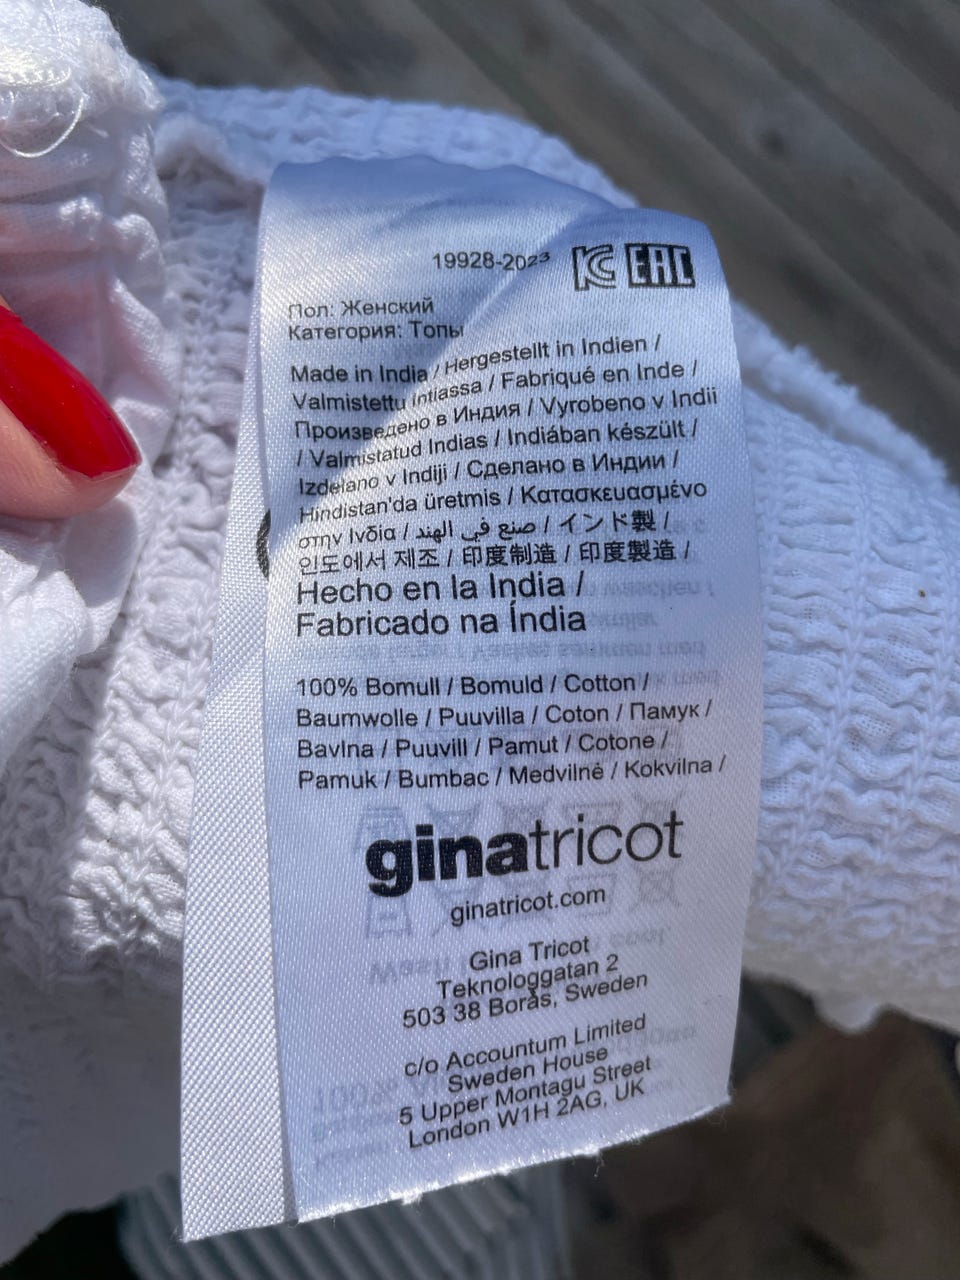 19928-2023
EAC
Пол: Женский
Категория: Топы
Made in India / Hergestellt in Indien /
Valmistettu Intiassa / Fabriqué en Inde /
Произведено в Индия / Vyrobeno v Indii
/ Valmistatud Indias / Indiában készült /
Izdelano v Indiji / Сделано в Индии /
Hindistan'da üretmis / Κατασκευασμένο
στην Ινδία / صنع في الهند / インド製 /
인도에서 제조 / 印度制造 / 印度製造 /
Hecho en la India /
Fabricado na Índia
100% Bomull / Bomuld / Cotton /
Baumwolle / Puuvilla / Coton / Памук /
Bavlna / Puuvill / Pamut / Cotone /
Pamuk / Bumbac / Medvilnė / Kokvilna /
ginatricot
ginatricot.com
Gina Tricot
Teknologgatan 2
503 38 Borås, Sweden
c/o Accountum Limited
Sweden House
5 Upper Montagu Street
London W1H 2AG, UK